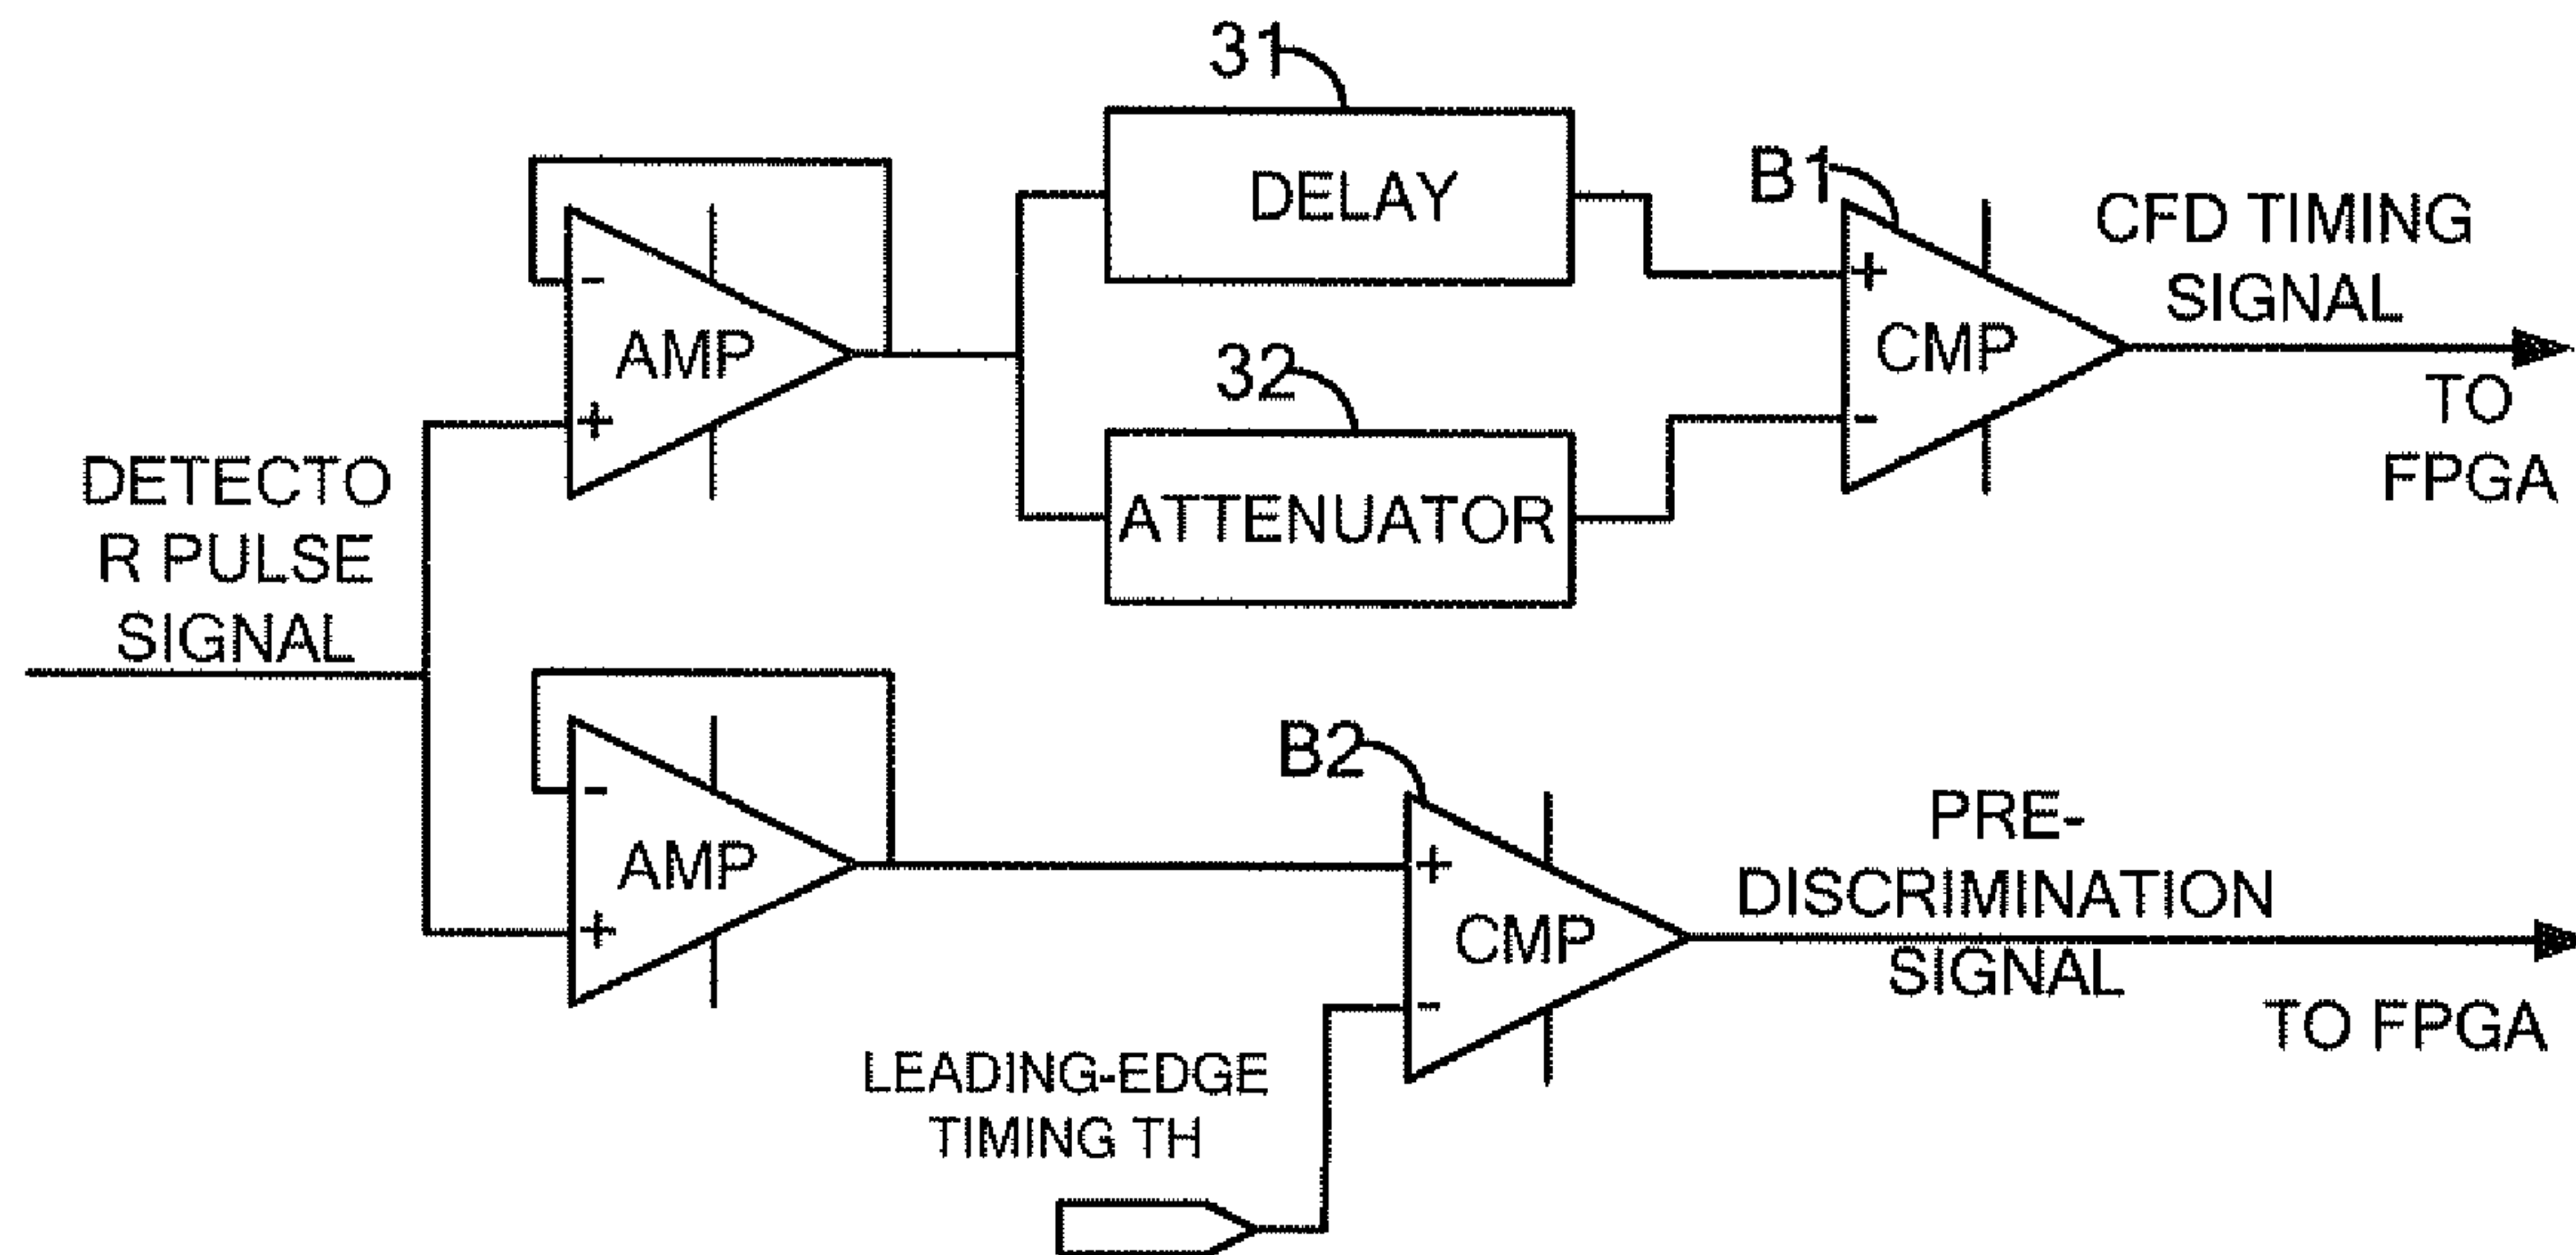 31
DELAY
B1
CFD TIMING
SIGNAL
-
AMP
+
+
CMP
-
TO
FPGA
32
ATTENUATOR
DETECTO
R PULSE
SIGNAL
-
AMP
+
B2
+
CMP
-
PRE-
DISCRIMINATION
SIGNAL
TO FPGA
LEADING-EDGE
TIMING TH